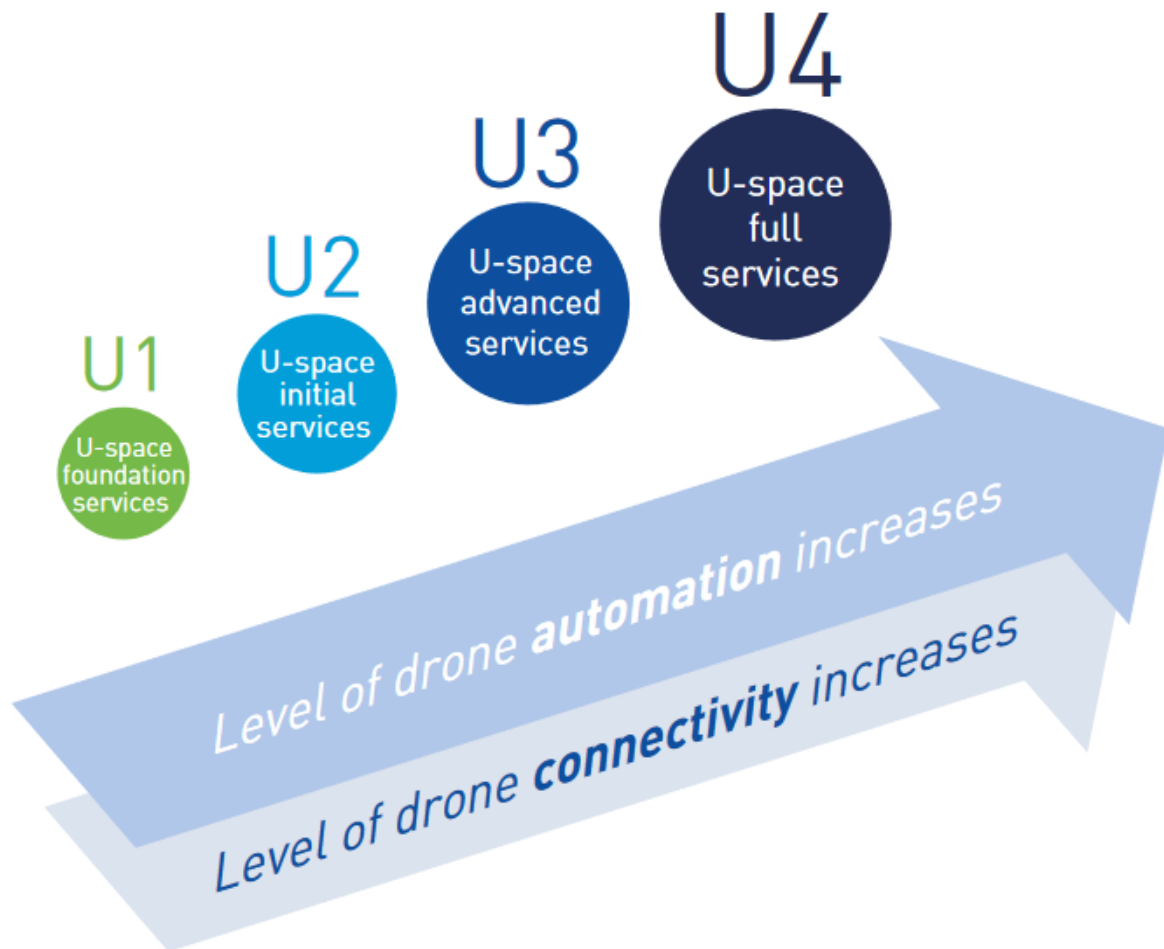 U1
U-space
foundation
services
U2
U-space
initial
services
U3
U-space
advanced
services
U4
U-space
full
services
Level of drone automation increases
Level of drone connectivity increases